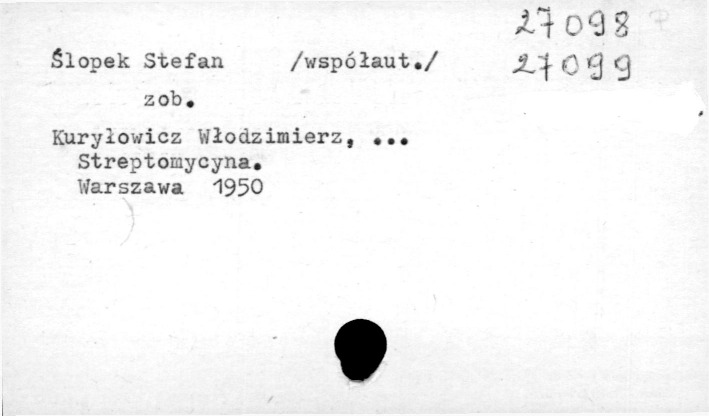 27098
Ślopek Stefan /współaut./
27099
zob.
Kuryłowicz Włodzimierz, ...
Streptomycyna.
Warszawa 1950